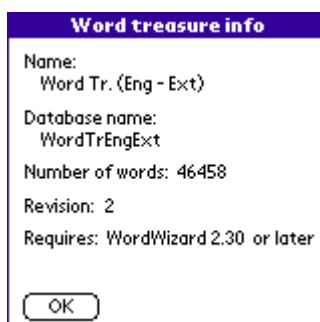 Word treasure info
Name:
Word Tr. (Eng - Ext)
Database name:
WordTrEngExt
Number of words: 46458
Revision: 2
Requires: WordWizard 2.30 or later
OK